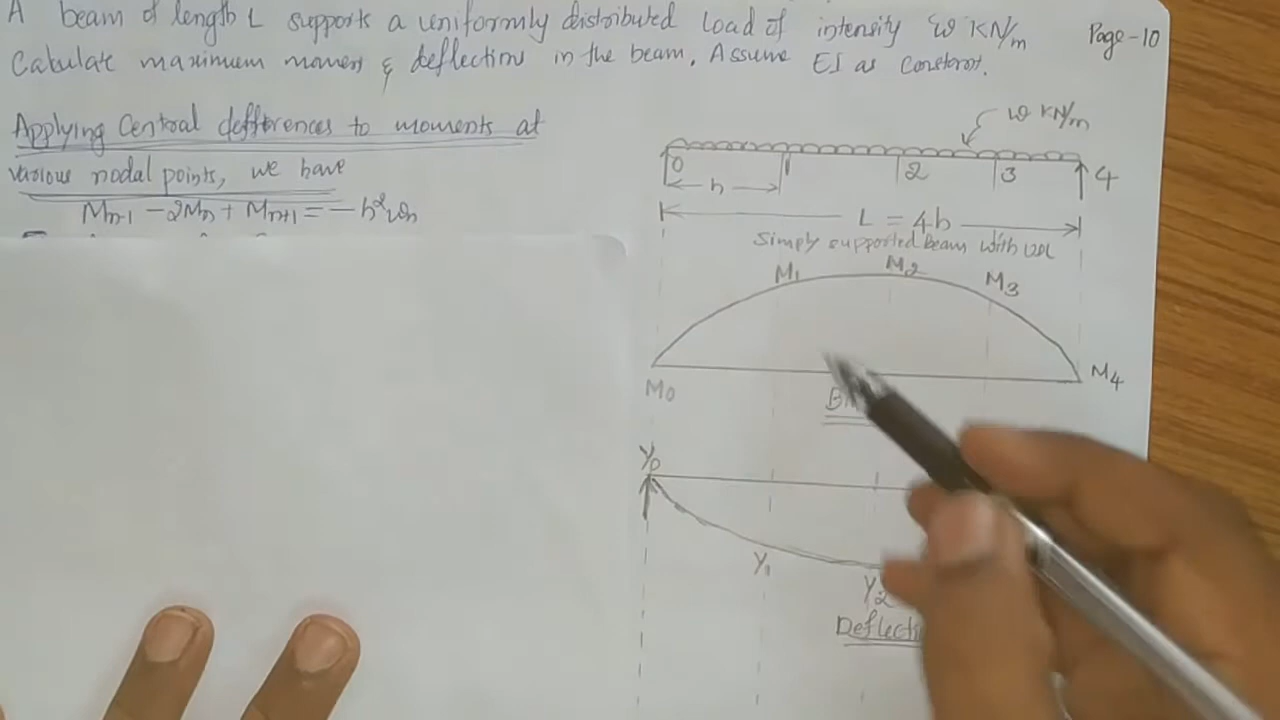 A beam of length L supports a uniformly distributed load of intensity w KN/m
Calculate maximum moment & deflection in the beam. Assume EI as constant.
Page-10
Applying Central defferences to moments at
various nodal points, we have
Mn-1 - 2Mn + Mn+1 = -h²wn
w KN/m
0 1 2 3 4
h
L = 4h
Simply supported beam with UDL
M1 M2 M3
M0 M4
Y0
Y1
Y2